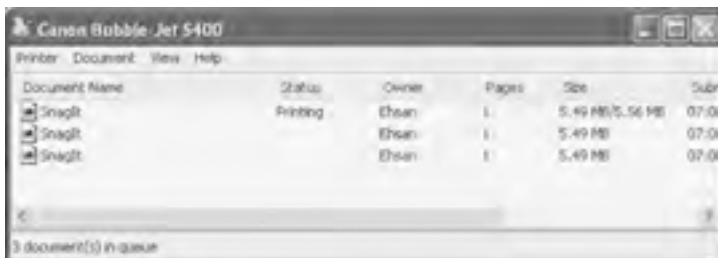 Canon Bubble-Jet S400
Printer Document View Help
Document Name Status Owner Pages Size Subm
SnagIt Printing Ehsan 1 5.49 MB/5.56 MB 07:0
SnagIt Ehsan 1 5.49 MB 07:0
SnagIt Ehsan 1 5.49 MB 07:0
3 document(s) in queue